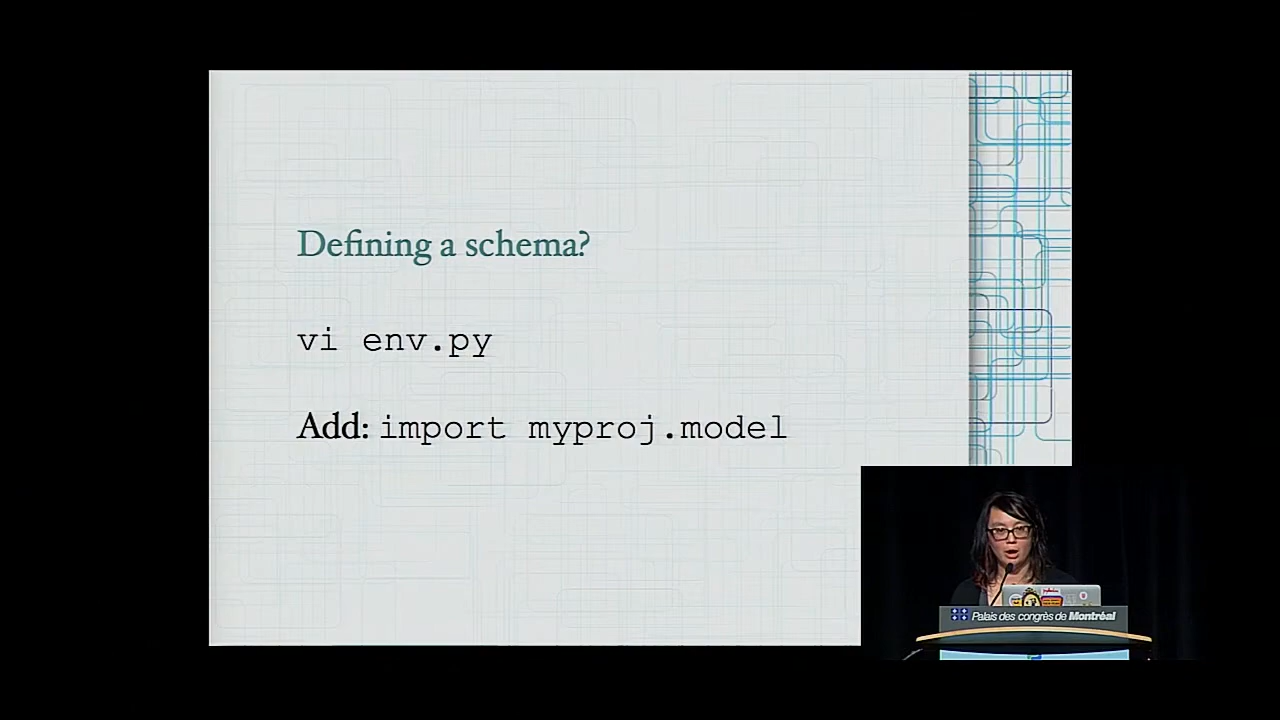 Defining a schema?
vi env.py
Add: import myproj.model
Palais des congrès de Montréal